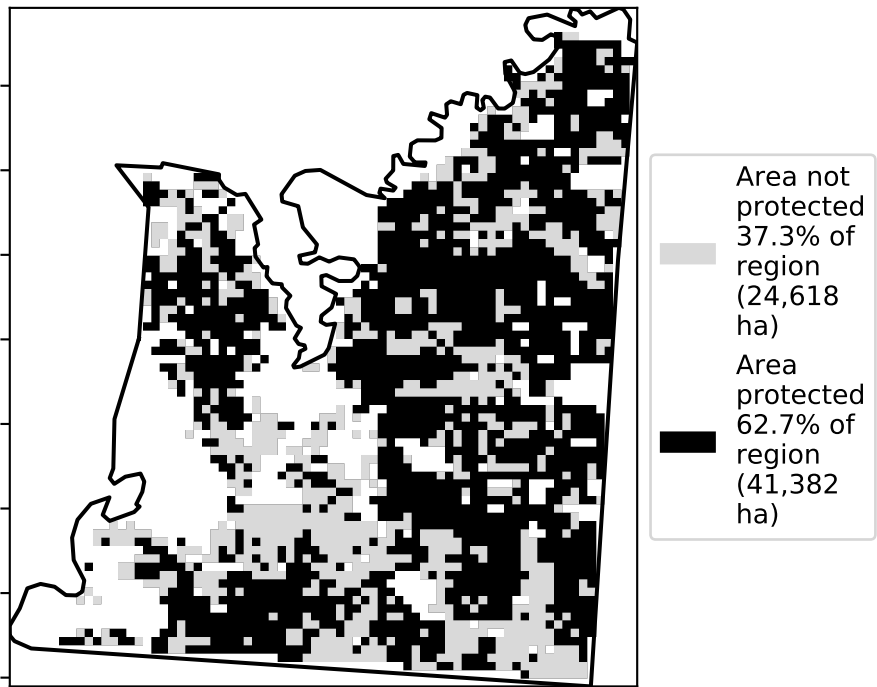 Area not
protected
37.3% of
region
(24,618
ha)
Area
protected
62.7% of
region
(41,382
ha)